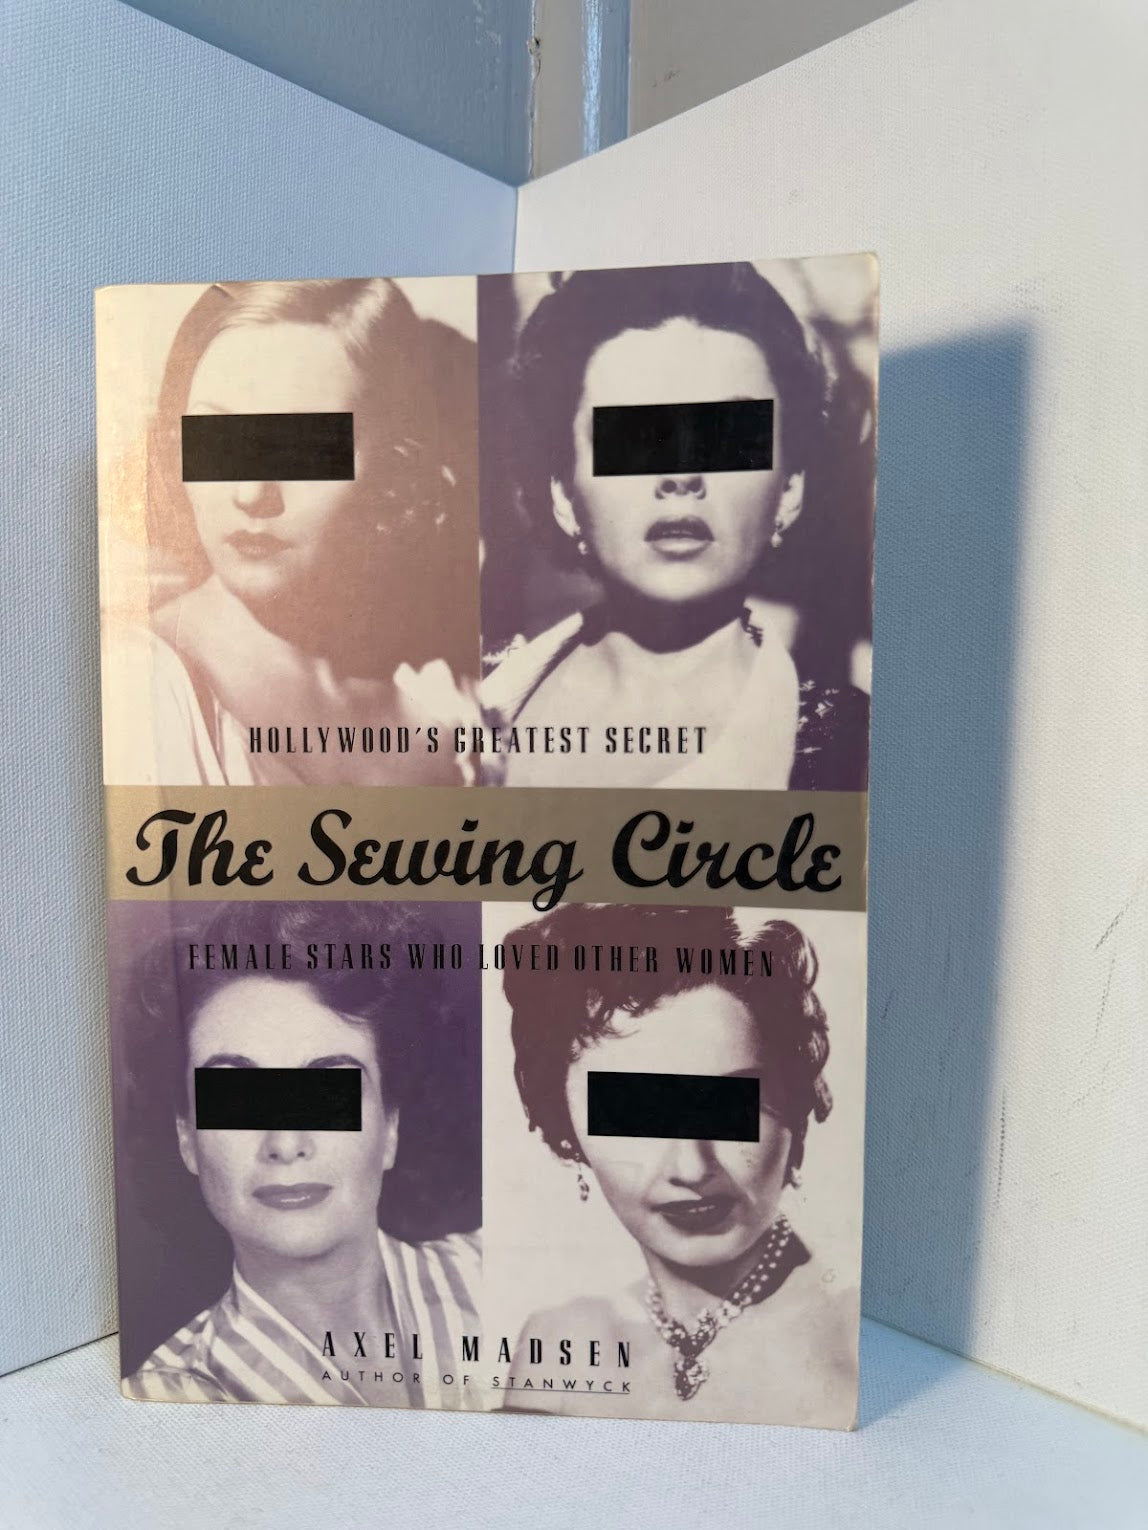 HOLLYWOOD'S GREATEST SECRET
The Sewing Circle
FEMALE STARS WHO LOVED OTHER WOMEN
AXEL MADSEN
AUTHOR OF STANWYCK